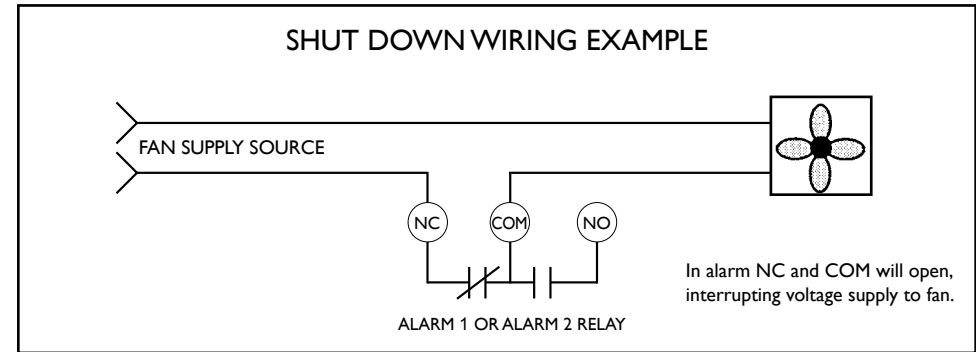 SHUT DOWN WIRING EXAMPLE
FAN SUPPLY SOURCE
NC
COM
NO
In alarm NC and COM will open,
interrupting voltage supply to fan.
ALARM 1 OR ALARM 2 RELAY